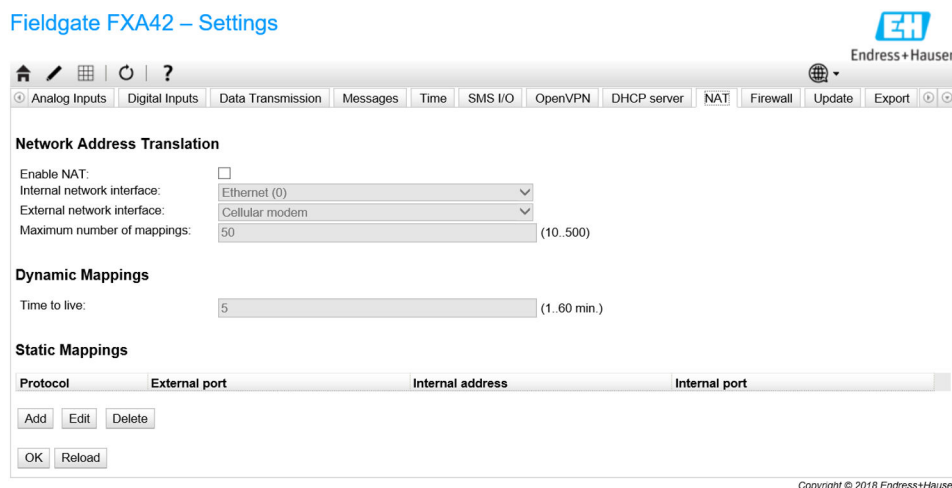 Fieldgate FXA42 – Settings
EH
Endress+Hauser
?
Analog Inputs Digital Inputs Data Transmission Messages Time SMS I/O OpenVPN DHCP server NAT Firewall Update Export
Network Address Translation
Enable NAT:
Internal network interface: Ethernet (0)
External network interface: Cellular modem
Maximum number of mappings: 50 (10..500)
Dynamic Mappings
Time to live: 5 (1..60 min.)
Static Mappings
Protocol External port Internal address Internal port
Add Edit Delete
OK Reload
Copyright © 2018 Endress+Hauser